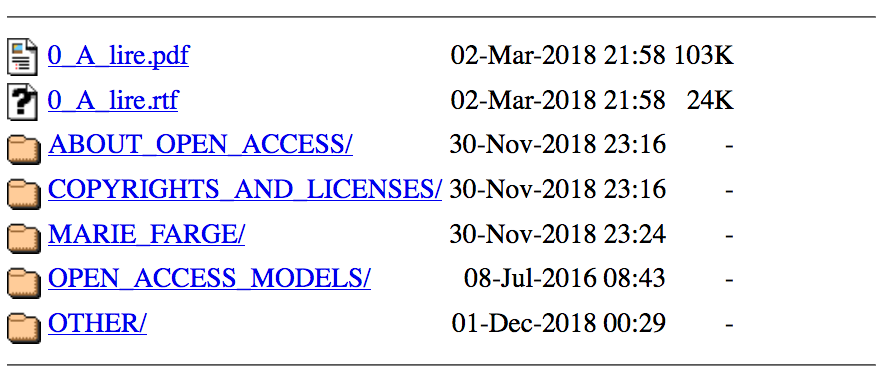 0_A_lire.pdf 02-Mar-2018 21:58 103K
0_A_lire.rtf 02-Mar-2018 21:58 24K
ABOUT_OPEN_ACCESS/ 30-Nov-2018 23:16 -
COPYRIGHTS_AND_LICENSES/ 30-Nov-2018 23:16 -
MARIE_FARGE/ 30-Nov-2018 23:24 -
OPEN_ACCESS_MODELS/ 08-Jul-2016 08:43 -
OTHER/ 01-Dec-2018 00:29 -